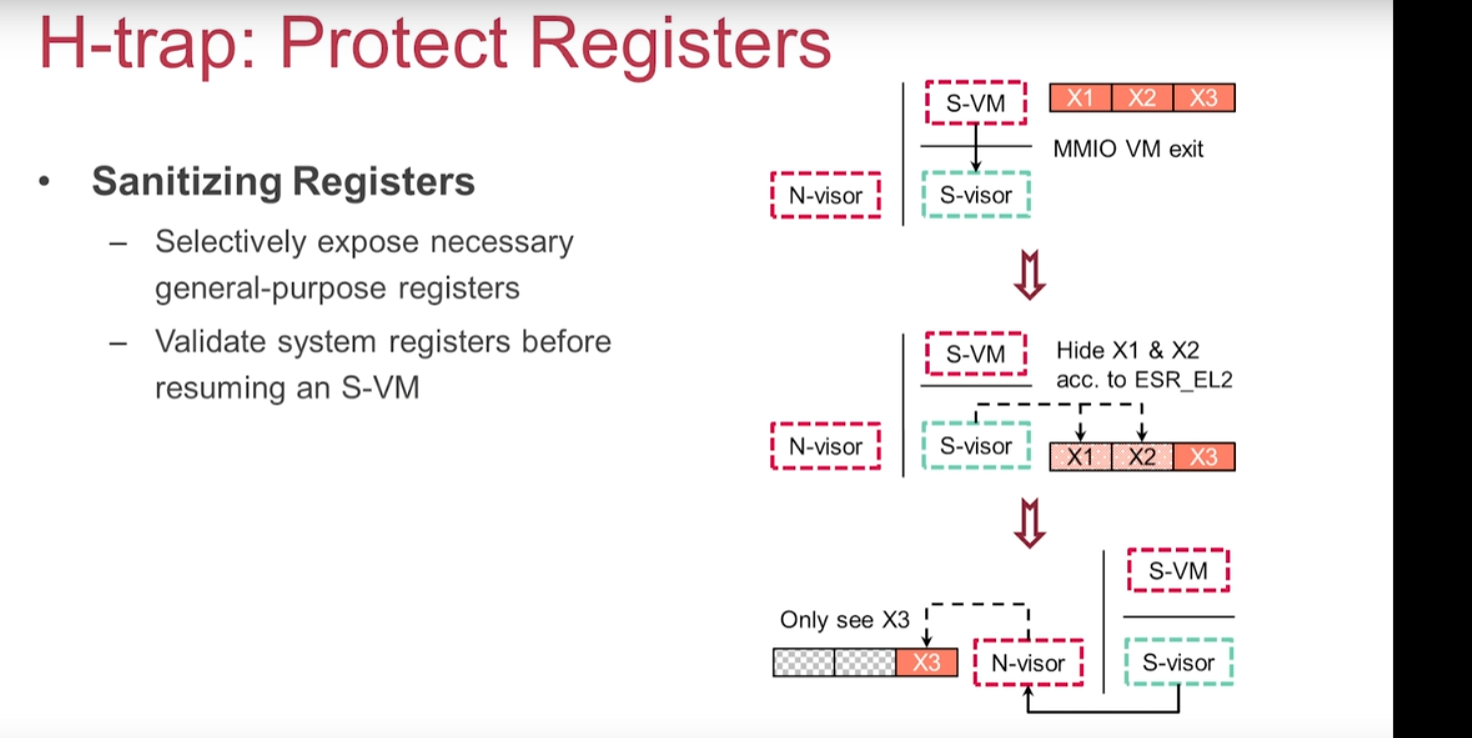 H-trap: Protect Registers
• Sanitizing Registers
– Selectively expose necessary
general-purpose registers
– Validate system registers before
resuming an S-VM
S-VM
X1 X2 X3
MMIO VM exit
N-visor
S-visor
S-VM
Hide X1 & X2
acc. to ESR_EL2
N-visor
S-visor
X1 X2 X3
S-VM
Only see X3
X3
N-visor
S-visor